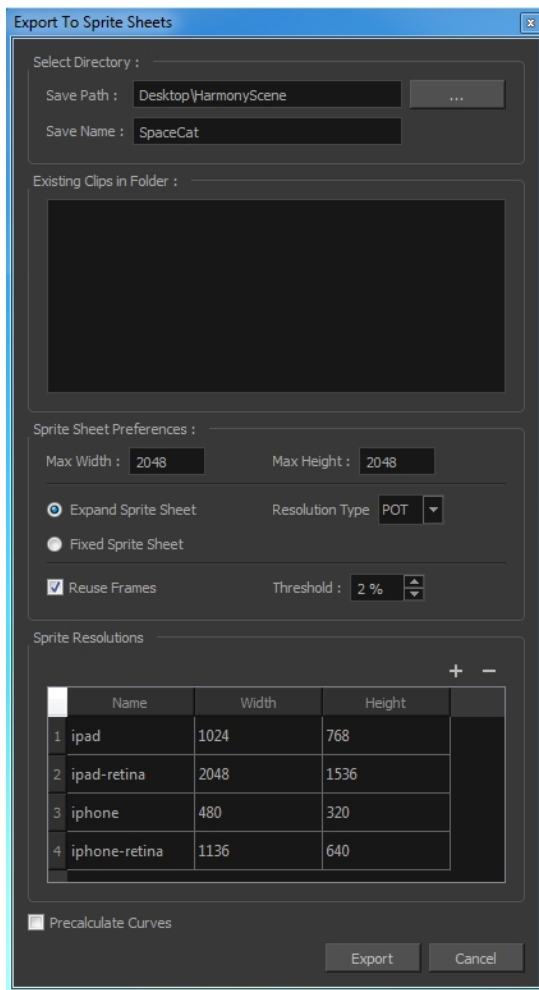 Export To Sprite Sheets
Select Directory :
Save Path : Desktop\HarmonyScene ...
Save Name : SpaceCat
Existing Clips in Folder :
Sprite Sheet Preferences :
Max Width : 2048 Max Height : 2048
Expand Sprite Sheet Resolution Type POT
Fixed Sprite Sheet
Reuse Frames Threshold : 2 %
Sprite Resolutions
+ −
Name Width Height
1 ipad 1024 768
2 ipad-retina 2048 1536
3 iphone 480 320
4 iphone-retina 1136 640
Precalculate Curves
Export Cancel